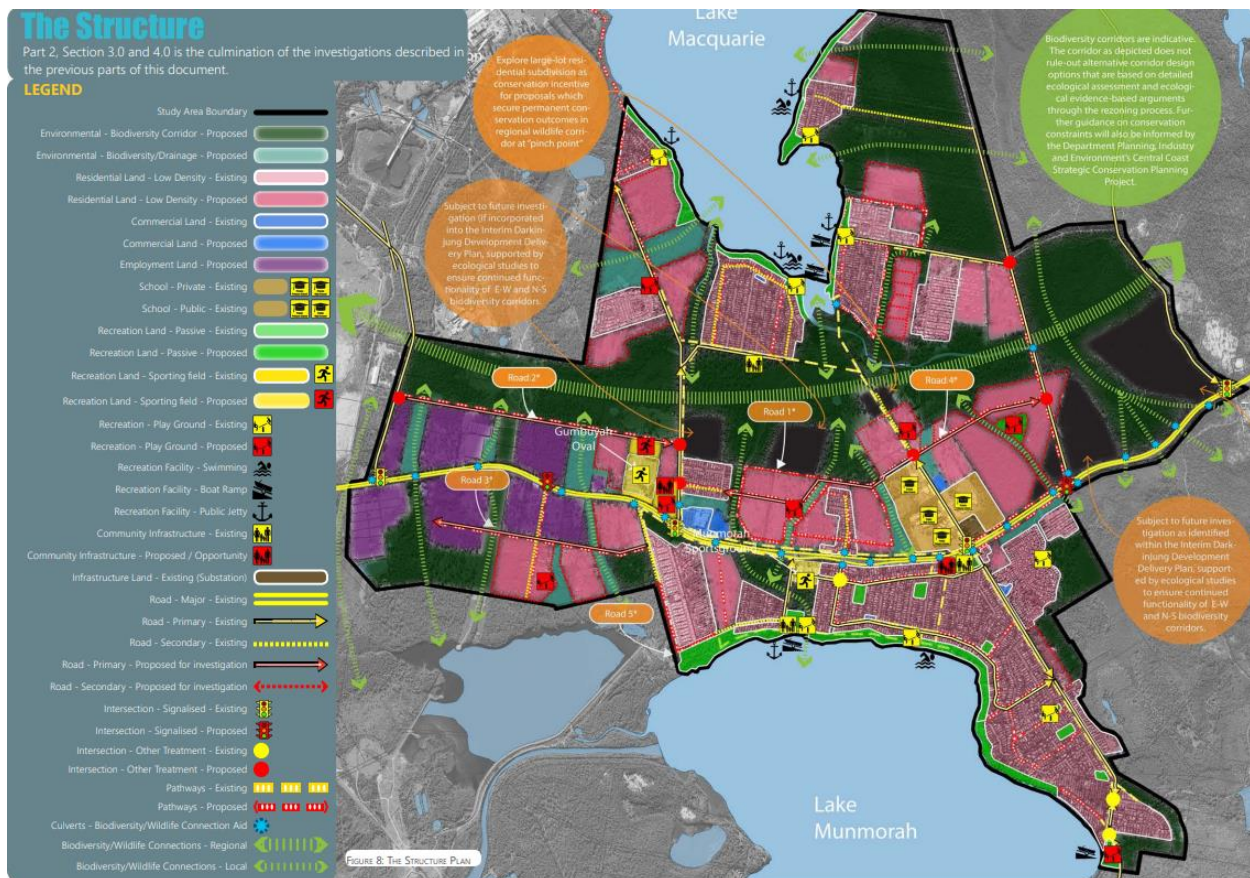 The Structure
Part 2, Section 3.0 and 4.0 is the culmination of the investigations described in
the previous parts of this document.
LEGEND
Study Area Boundary
Environmental - Biodiversity Corridor - Proposed
Environmental - Biodiversity/Drainage - Proposed
Residential Land - Low Density - Existing
Residential Land - Low Density - Proposed
Commercial Land - Existing
Commercial Land - Proposed
Employment Land - Proposed
School - Private - Existing
School - Public - Existing
Recreation Land - Passive - Existing
Recreation Land - Passive - Proposed
Recreation Land - Sporting field - Existing
Recreation Land - Sporting field - Proposed
Recreation - Play Ground - Existing
Recreation - Play Ground - Proposed
Recreation Facility - Swimming
Recreation Facility - Boat Ramp
Recreation Facility - Public Jetty
Community Infrastructure - Existing
Community Infrastructure - Proposed / Opportunity
Infrastructure Land - Existing (Substation)
Road - Major - Existing
Road - Primary - Existing
Road - Secondary - Existing
Road - Primary - Proposed for investigation
Road - Secondary - Proposed for investigation
Intersection - Signalised - Existing
Intersection - Signalised - Proposed
Intersection - Other Treatment - Existing
Intersection - Other Treatment - Proposed
Pathways - Existing
Pathways - Proposed
Culverts - Biodiversity/Wildlife Connection Aid
Biodiversity/Wildlife Connections - Regional
Biodiversity/Wildlife Connections - Local
Lake
Macquarie
Explore large-lot resi-
dential subdivision as
conservation incentive
for proposals which
secure permanent con-
servation outcomes in
regional wildlife corri-
dor at "pinch point"
Biodiversity corridors are indicative.
The corridor as depicted does not
rule-out alternative corridor design
options that are based on detailed
ecological assessment and ecologi-
cal evidence-based arguments
through the rezoning process. Fur-
ther guidance on conservation
constraints will also be informed by
the Department Planning, Industry
and Environment's Central Coast
Strategic Conservation Planning
Project.
Subject to future investi-
gation (if incorporated
into the Interim Darkin-
jung Development Deliv-
ery Plan, supported by
ecological studies to
ensure continued func-
tionality of E-W and N-S
biodiversity corridors.
Road 2*
Road 4*
Road 1*
Gumbuyah
Oval
Road 3*
Munmorah
Sportsground
Road 5*
Subject to future inves-
tigation as identified
within the Interim Dark-
injung Development
Delivery Plan, support-
ed by ecological studies
to ensure continued
functionality of E-W
and N-S biodiversity
corridors.
Lake
Munmorah
FIGURE 8: THE STRUCTURE PLAN